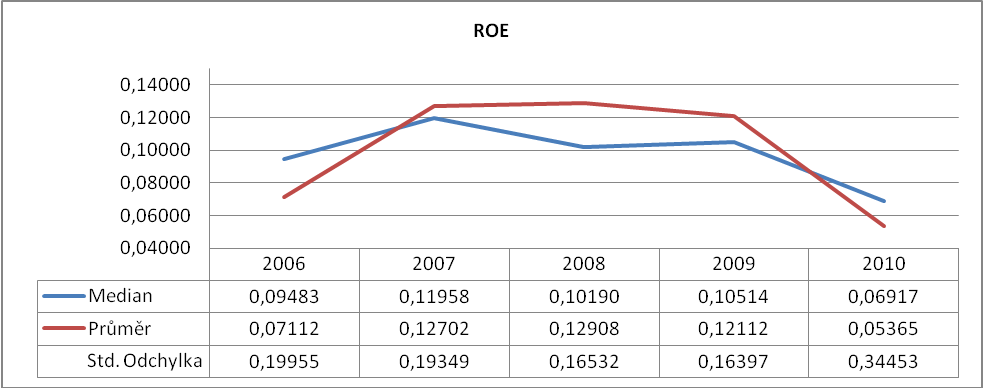 ROE
0,14000
0,12000
0,10000
0,08000
0,06000
0,04000
2006 2007 2008 2009 2010
Median 0,09483 0,11958 0,10190 0,10514 0,06917
Průměr 0,07112 0,12702 0,12908 0,12112 0,05365
Std. Odchylka 0,19955 0,19349 0,16532 0,16397 0,34453